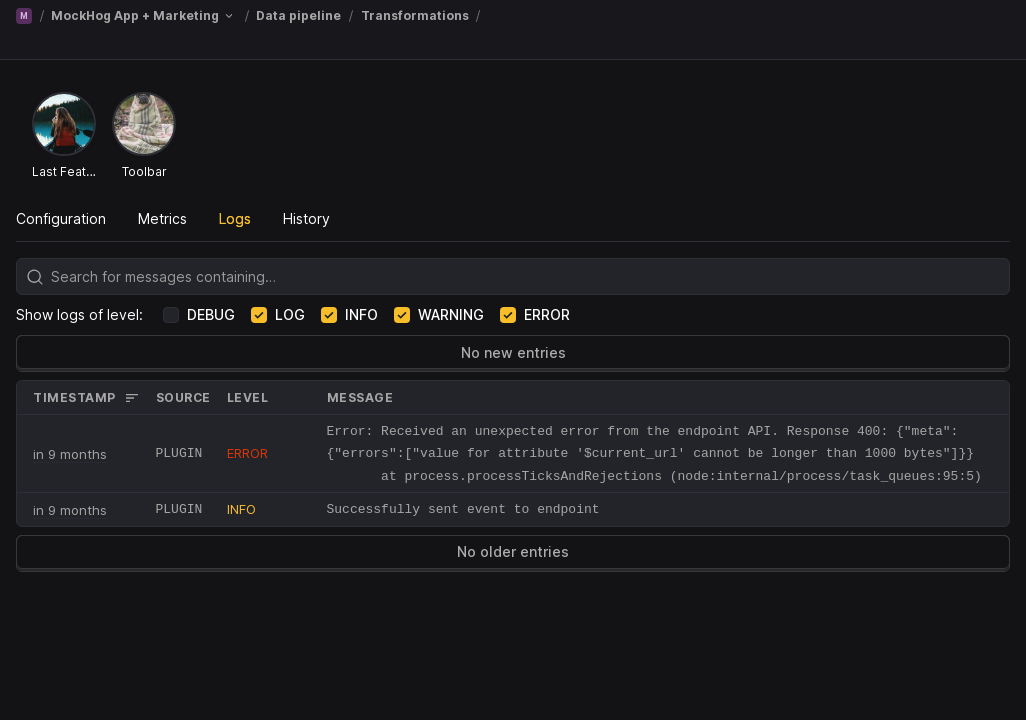 M / MockHog App + Marketing / Data pipeline / Transformations /
Last Feat... Toolbar
Configuration Metrics Logs History
Search for messages containing...
Show logs of level: DEBUG LOG INFO WARNING ERROR
No new entries
TIMESTAMP SOURCE LEVEL MESSAGE
in 9 months PLUGIN ERROR Error: Received an unexpected error from the endpoint API. Response 400: {"meta":
{"errors":["value for attribute '$current_url' cannot be longer than 1000 bytes"]}}
at process.processTicksAndRejections (node:internal/process/task_queues:95:5)
in 9 months PLUGIN INFO Successfully sent event to endpoint
No older entries